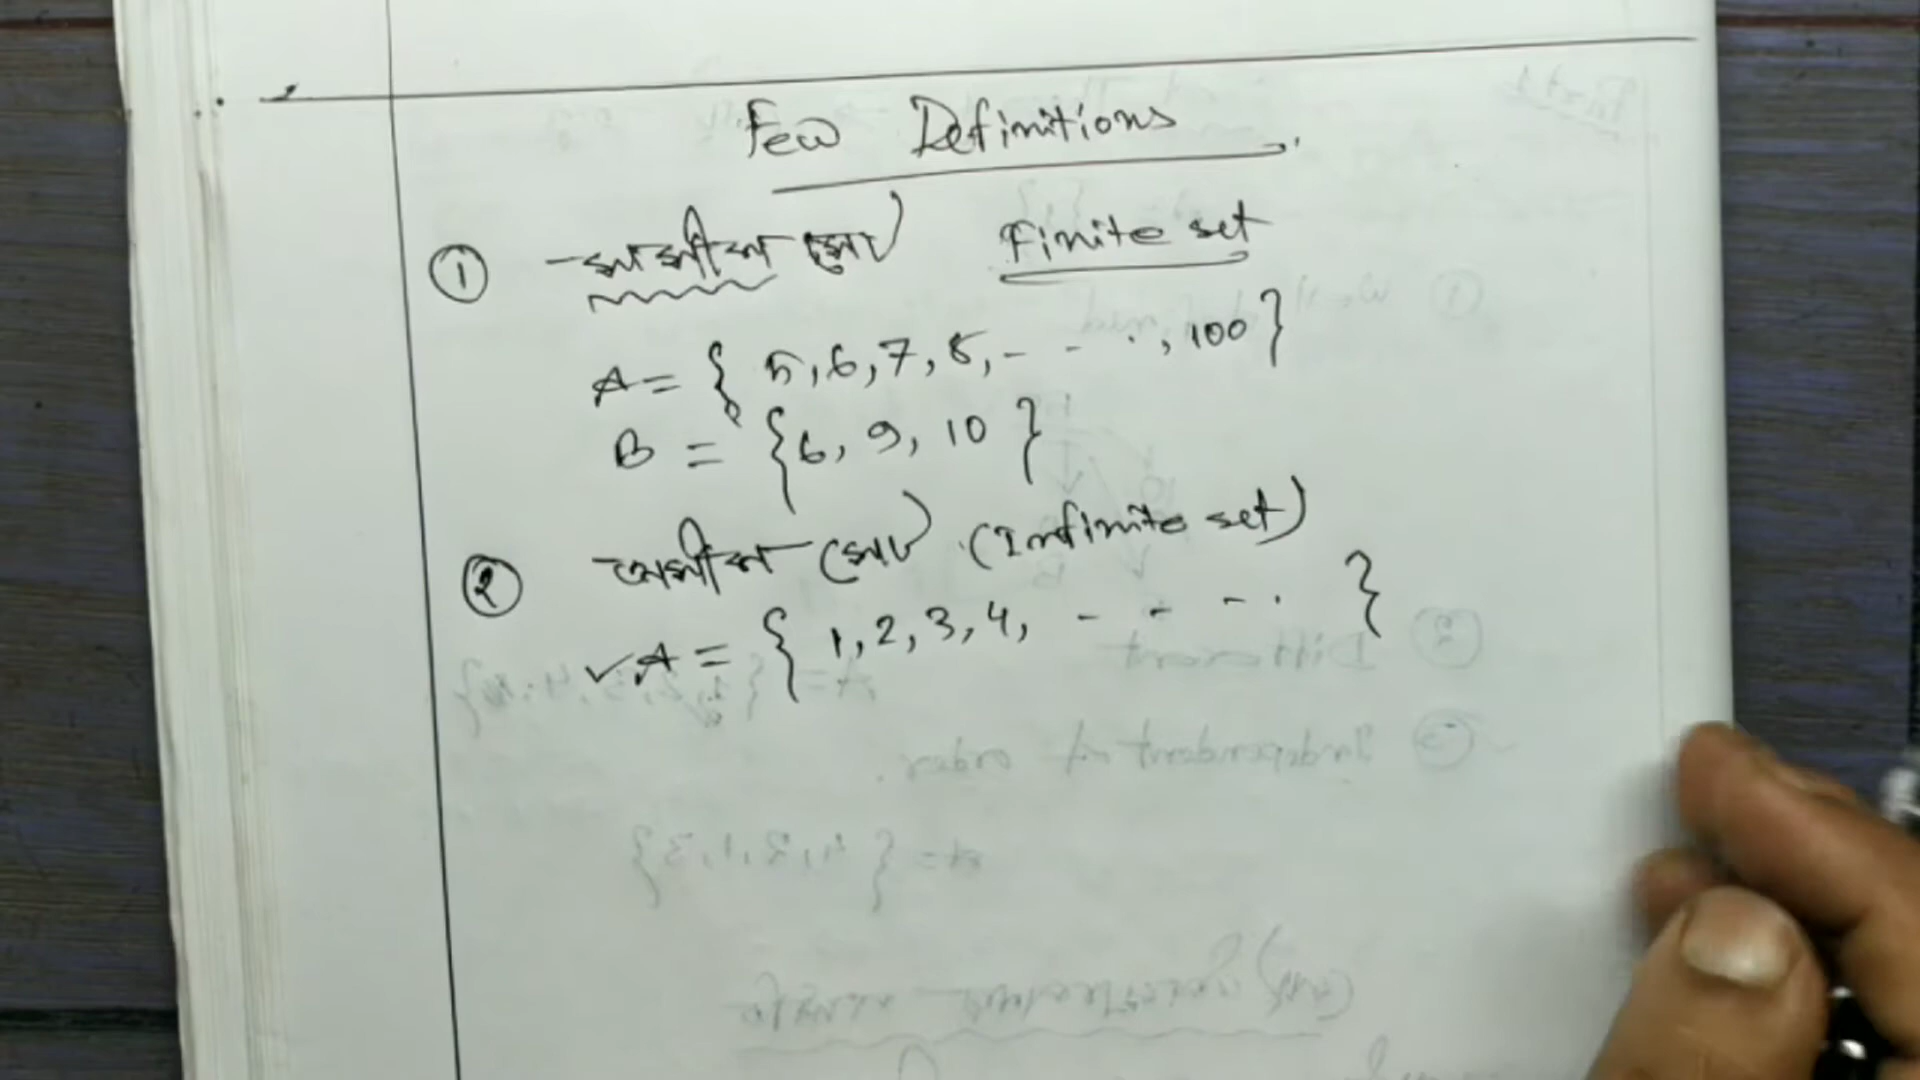 Few Definitions
① সসীম সেট Finite set
A = { 5, 6, 7, 8, - - ., 100 }
B = { 6, 9, 10 }
② অসীম সেট (Infinite set)
✓A = { 1, 2, 3, 4, - - - . }